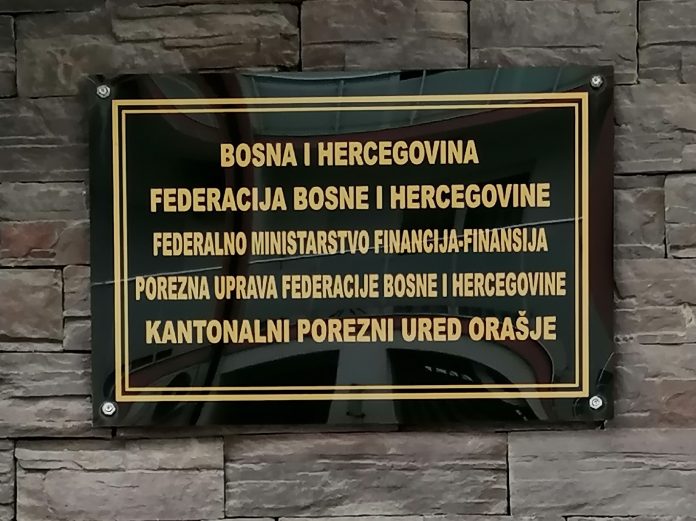 BOSNA I HERCEGOVINA
FEDERACIJA BOSNE I HERCEGOVINE
FEDERALNO MINISTARSTVO FINANCIJA-FINANSIJA
POREZNA UPRAVA FEDERACIJE BOSNE I HERCEGOVINE
KANTONALNI POREZNI URED ORAŠJE